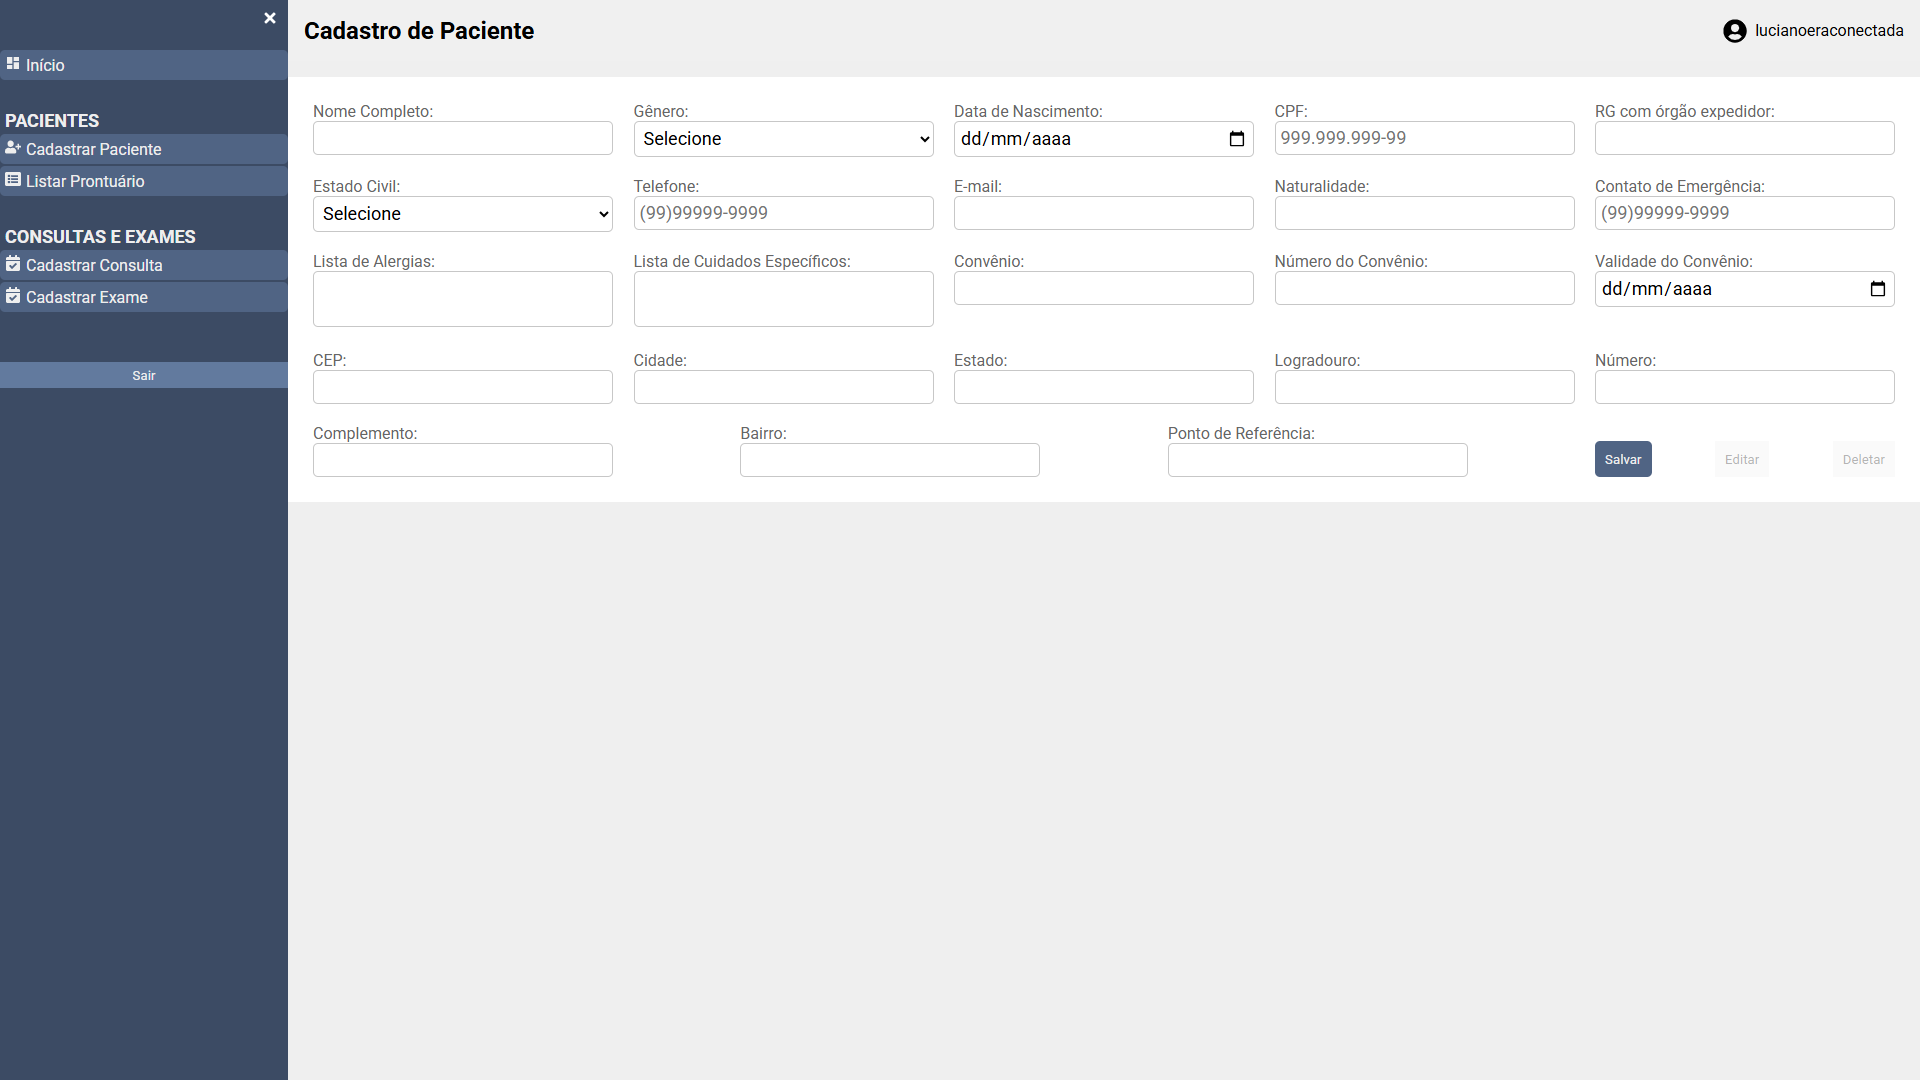 ×
Início
PACIENTES
Cadastrar Paciente
Listar Prontuário
CONSULTAS E EXAMES
Cadastrar Consulta
Cadastrar Exame
Sair
Cadastro de Paciente
lucianoeraconectada
Nome Completo: Gênero: Data de Nascimento: CPF: RG com órgão expedidor:
Selecione dd/mm/aaaa 999.999.999-99
Estado Civil: Telefone: E-mail: Naturalidade: Contato de Emergência:
Selecione (99)99999-9999 (99)99999-9999
Lista de Alergias: Lista de Cuidados Específicos: Convênio: Número do Convênio: Validade do Convênio:
dd/mm/aaaa
CEP: Cidade: Estado: Logradouro: Número:
Complemento: Bairro: Ponto de Referência:
Salvar Editar Deletar